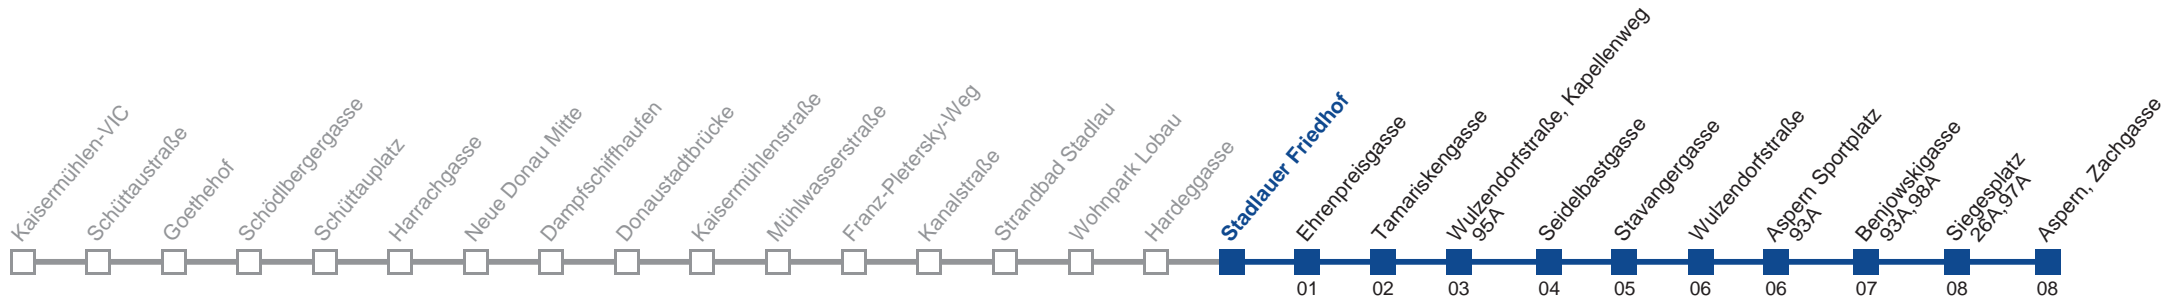 Kaisermühlen-VIC
Schüttaustraße
Goethehof
Schödlbergergasse
Schüttauplatz
Harrachgasse
Neue Donau Mitte
Dampfschiffhaufen
Donaustadtbrücke
Kaisermühlenstraße
Mühlwasserstraße
Franz-Pletersky-Weg
Kanalstraße
Strandbad Stadlau
Wohnpark Lobau
Hardeggasse
Stadlauer Friedhof
Ehrenpreisgasse
Tamariskengasse
Wulzendorfstraße, Kapellenweg
95A
Seidelbastgasse
Stavangergasse
Wulzendorfstraße
Aspern Sportplatz
93A
Benjowskigasse
93A,98A
Siegesplatz
26A,97A
Aspern, Zachgasse
01 02 03 04 05 06 06 07 08 08